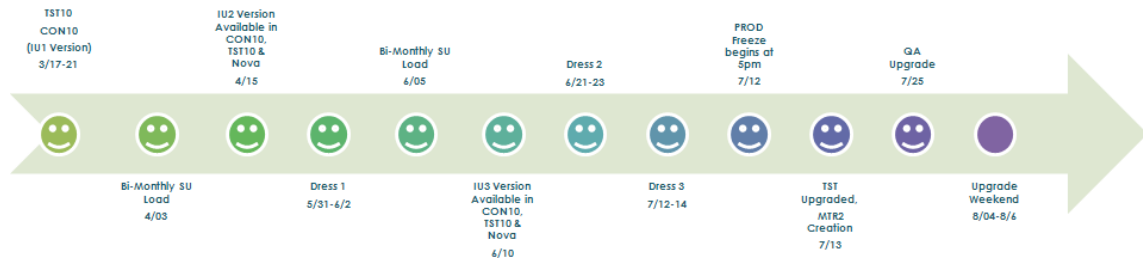 TST10
CON10
(IU1 Version)
3/17-21
Bi-Monthly SU
Load
4/03
IU2 Version
Available in
CON10,
TST10 &
Nova
4/15
Dress 1
5/31-6/2
Bi-Monthly SU
Load
6/05
IU3 Version
Available in
CON10,
TST10 &
Nova
6/10
Dress 2
6/21-23
Dress 3
7/12-14
PROD
Freeze
begins at
5pm
7/12
TST
Upgraded,
MTR2
Creation
7/13
QA
Upgrade
7/25
Upgrade
Weekend
8/04-8/6